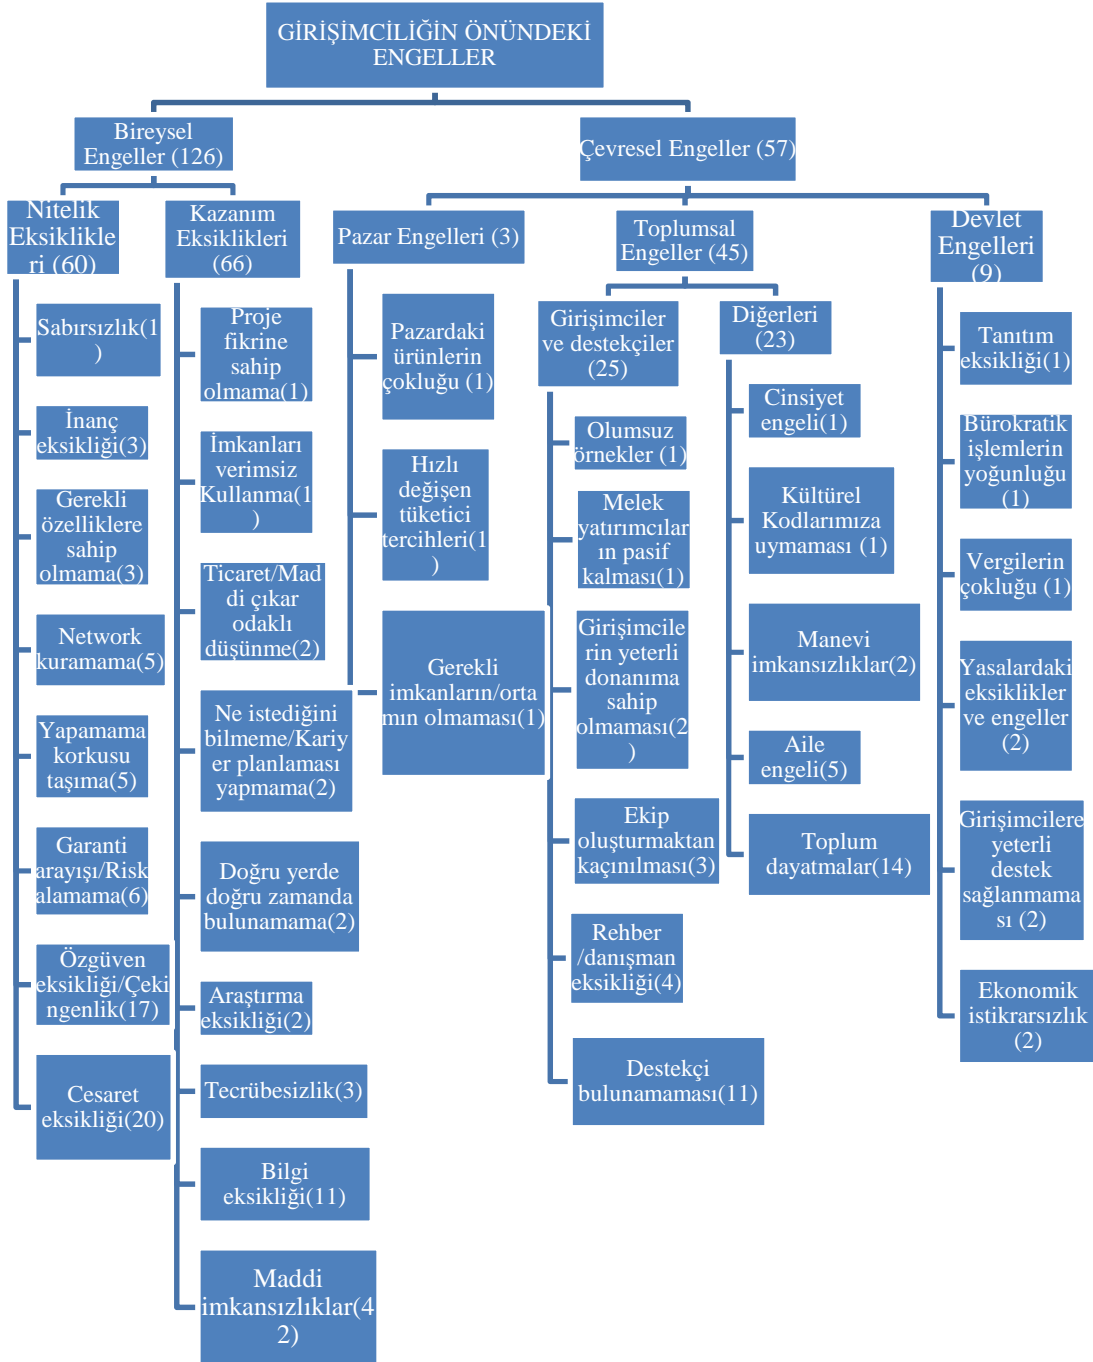 GİRİŞİMCİLİĞİN ÖNÜNDEKİ
ENGELLER
Bireysel
Engeller (126)
Çevresel Engeller (57)
Nitelik
Eksiklikle
ri (60)
Kazanım
Eksiklikleri
(66)
Pazar Engelleri (3)
Toplumsal
Engeller (45)
Devlet
Engelleri
(9)
Sabırsızlık(1
)
İnanç
eksikliği(3)
Gerekli
özelliklere
sahip
olmama(3)
Network
kuramama(5)
Yapamama
korkusu
taşıma(5)
Garanti
arayışı/Risk
alamama(6)
Özgüven
eksikliği/Çeki
ngenlik(17)
Cesaret
eksikliği(20)
Proje
fikrine
sahip
olmama(1)
İmkanları
verimsiz
Kullanma(1
)
Ticaret/Mad
di çıkar
odaklı
düşünme(2)
Ne istediğini
bilmeme/Kariy
er planlaması
yapmama(2)
Doğru yerde
doğru zamanda
bulunamama(2)
Araştırma
eksikliği(2)
Tecrübesizlik(3)
Bilgi
eksikliği(11)
Maddi
imkansızlıklar(4
2)
Pazardaki
ürünlerin
çokluğu (1)
Hızlı
değişen
tüketici
tercihleri(1
)
Gerekli
imkanların/orta
mın olmaması(1)
Girişimciler
ve destekçiler
(25)
Olumsuz
örnekler (1)
Melek
yatırımcılar
ın pasif
kalması(1)
Girişimcile
rin yeterli
donanıma
sahip
olmaması(2
)
Ekip
oluşturmaktan
kaçınılması(3)
Rehber
/danışman
eksikliği(4)
Destekçi
bulunamaması(11)
Diğerleri
(23)
Cinsiyet
engeli(1)
Kültürel
Kodlarımıza
uymaması (1)
Manevi
imkansızlıklar(2)
Aile
engeli(5)
Toplum
dayatmalar(14)
Tanıtım
eksikliği(1)
Bürokratik
işlemlerin
yoğunluğu
(1)
Vergilerin
çokluğu (1)
Yasalardaki
eksiklikler
ve engeller
(2)
Girişimcilere
yeterli
destek
sağlanmama
sı (2)
Ekonomik
istikrarsızlık
(2)